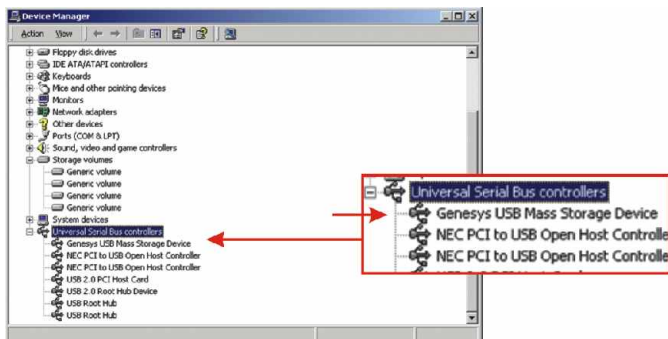 Device Manager
Action View
Floppy disk drives
IDE ATA/ATAPI controllers
Keyboards
Mice and other pointing devices
Monitors
Network adapters
Other devices
Ports (COM & LPT)
Sound, video and game controllers
Storage volumes
Generic volume
Generic volume
Generic volume
Generic volume
System devices
Universal Serial Bus controllers
Genesys USB Mass Storage Device
NEC PCI to USB Open Host Controller
NEC PCI to USB Open Host Controller
USB 2.0 PCI Host Card
USB 2.0 Root Hub Device
USB Root Hub
USB Root Hub
Universal Serial Bus controllers
Genesys USB Mass Storage Device
NEC PCI to USB Open Host Controlle
NEC PCI to USB Open Host Controlle